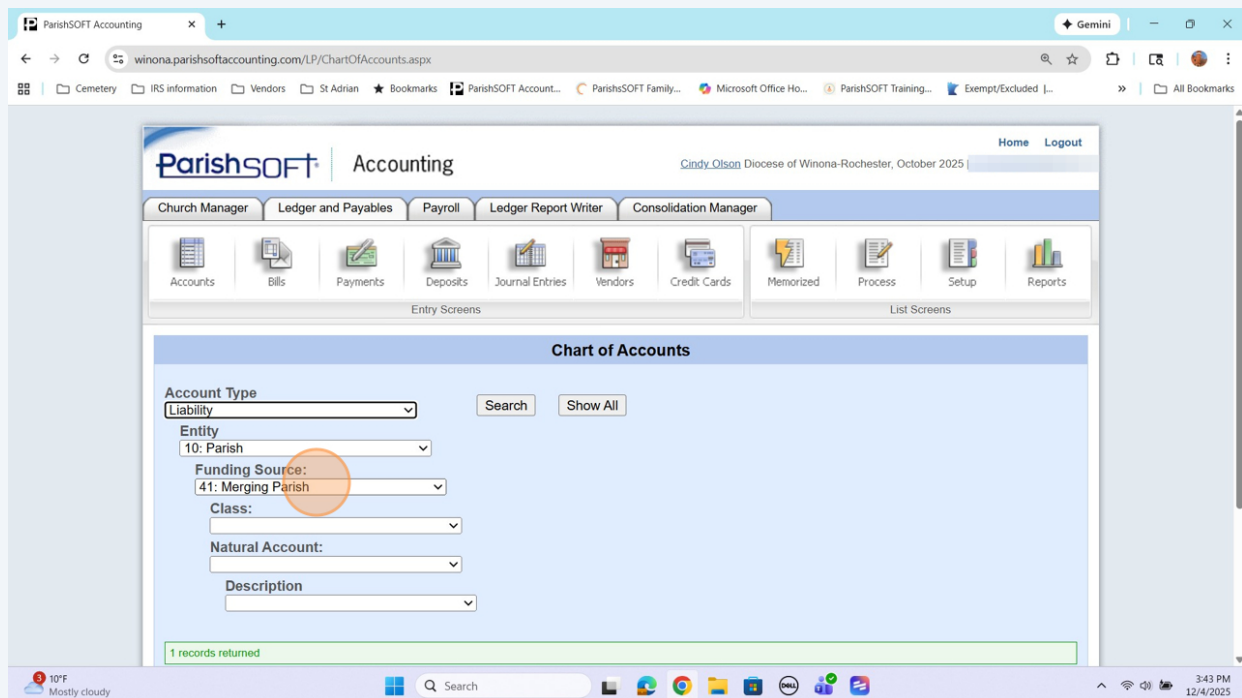 ParishSOFT Accounting
Gemini
winona.parishsoftaccounting.com/LP/ChartOfAccounts.aspx
Cemetery IRS information Vendors St Adrian Bookmarks ParishSOFT Account... ParishsSOFT Family... Microsoft Office Ho... ParishSOFT Training... Exempt/Excluded |... » All Bookmarks
Home Logout
ParishSOFT Accounting
Cindy Olson Diocese of Winona-Rochester, October 2025 |
Church Manager Ledger and Payables Payroll Ledger Report Writer Consolidation Manager
Accounts Bills Payments Deposits Journal Entries Vendors Credit Cards Memorized Process Setup Reports
Entry Screens List Screens
Chart of Accounts
Account Type
Liability Search Show All
Entity
10: Parish
Funding Source:
41: Merging Parish
Class:
Natural Account:
Description
1 records returned
3 10°F
Mostly cloudy
Search
DELL
3:43 PM
12/4/2025